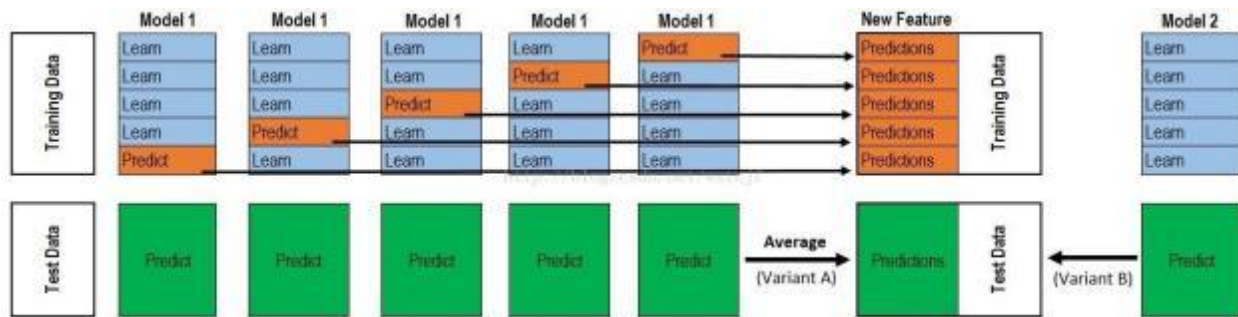 Model 1 Model 1 Model 1 Model 1 Model 1 New Feature Model 2
Training Data
Learn Learn Learn Learn Predict Predictions Learn
Learn Learn Learn Predict Learn Predictions Learn
Learn Learn Predict Learn Learn Predictions Learn
Learn Predict Learn Learn Learn Predictions Learn
Predict Learn Learn Learn Learn Predictions Learn
Training Data
Test Data
Predict Predict Predict Predict Predict Average Predictions Predict
(Variant A) (Variant B)
Test Data